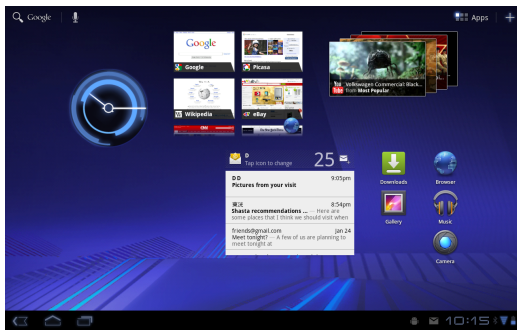 Google
Apps
Google
Picasa
Wikipedia
eBay
You Tube
Volkswagen Commercial: Black...
from Most Popular
D
Tap icon to change
25
D D
9:05pm
Pictures from your visit
8:54pm
Shasta recommendations ... — Here are
some places that I think we should visit when
friends@gmail.com
Jan 24
Meet tonight? — A few of us are planning to
meet tonight at
Downloads
Browser
Gallery
Music
Camera
10:15